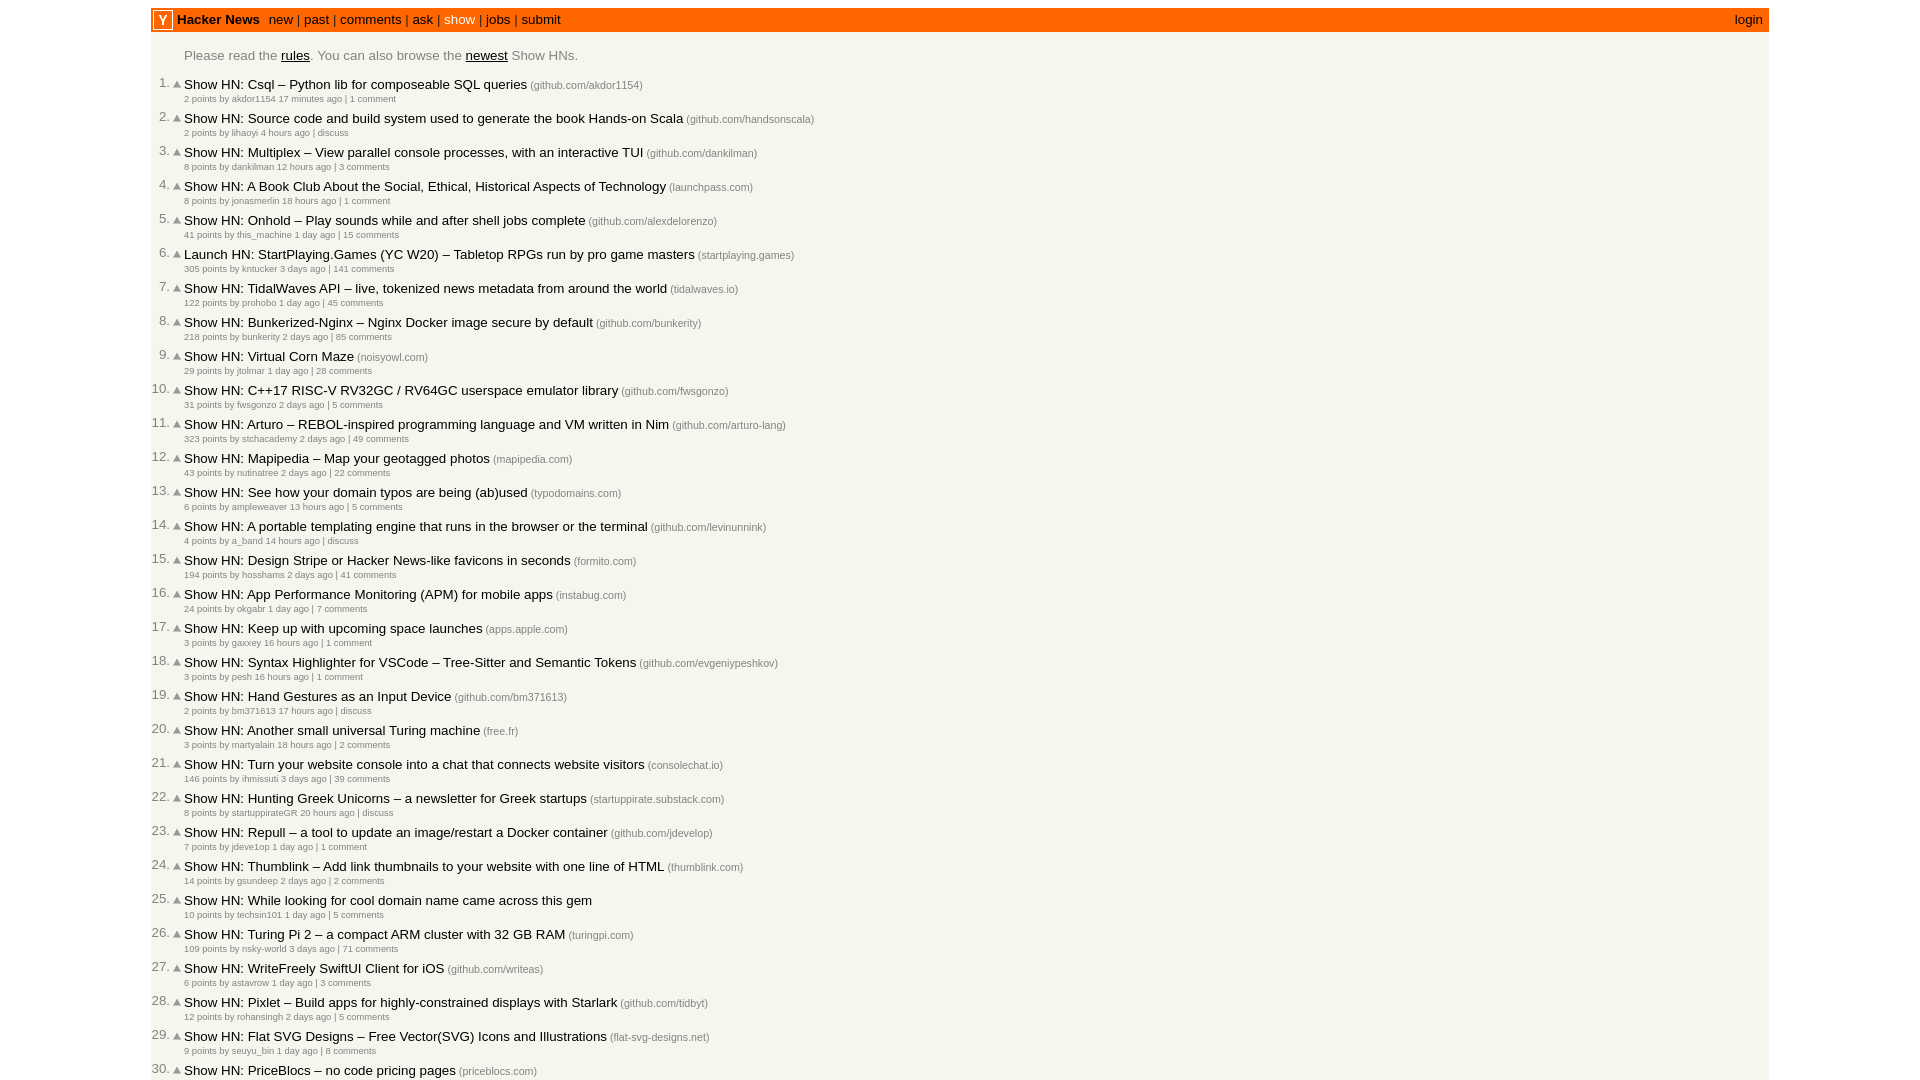 Y Hacker News new | past | comments | ask | show | jobs | submit login
Please read the rules. You can also browse the newest Show HNs.
1. Show HN: Csql – Python lib for composeable SQL queries (github.com/akdor1154)
2 points by akdor1154 17 minutes ago | 1 comment
2. Show HN: Source code and build system used to generate the book Hands-on Scala (github.com/handsonscala)
2 points by lihaoyi 4 hours ago | discuss
3. Show HN: Multiplex – View parallel console processes, with an interactive TUI (github.com/dankilman)
8 points by dankilman 12 hours ago | 3 comments
4. Show HN: A Book Club About the Social, Ethical, Historical Aspects of Technology (launchpass.com)
8 points by jonasmerlin 18 hours ago | 1 comment
5. Show HN: Onhold – Play sounds while and after shell jobs complete (github.com/alexdelorenzo)
41 points by this_machine 1 day ago | 15 comments
6. Launch HN: StartPlaying.Games (YC W20) – Tabletop RPGs run by pro game masters (startplaying.games)
305 points by kntucker 3 days ago | 141 comments
7. Show HN: TidalWaves API – live, tokenized news metadata from around the world (tidalwaves.io)
122 points by prohobo 1 day ago | 45 comments
8. Show HN: Bunkerized-Nginx – Nginx Docker image secure by default (github.com/bunkerity)
218 points by bunkerity 2 days ago | 85 comments
9. Show HN: Virtual Corn Maze (noisyowl.com)
29 points by jtolmar 1 day ago | 28 comments
10. Show HN: C++17 RISC-V RV32GC / RV64GC userspace emulator library (github.com/fwsgonzo)
31 points by fwsgonzo 2 days ago | 5 comments
11. Show HN: Arturo – REBOL-inspired programming language and VM written in Nim (github.com/arturo-lang)
323 points by stchacademy 2 days ago | 49 comments
12. Show HN: Mapipedia – Map your geotagged photos (mapipedia.com)
43 points by nutinatree 2 days ago | 22 comments
13. Show HN: See how your domain typos are being (ab)used (typodomains.com)
6 points by ampleweaver 13 hours ago | 5 comments
14. Show HN: A portable templating engine that runs in the browser or the terminal (github.com/levinunnink)
4 points by a_band 14 hours ago | discuss
15. Show HN: Design Stripe or Hacker News-like favicons in seconds (formito.com)
194 points by hosshams 2 days ago | 41 comments
16. Show HN: App Performance Monitoring (APM) for mobile apps (instabug.com)
24 points by okgabr 1 day ago | 7 comments
17. Show HN: Keep up with upcoming space launches (apps.apple.com)
3 points by gaxxey 16 hours ago | 1 comment
18. Show HN: Syntax Highlighter for VSCode – Tree-Sitter and Semantic Tokens (github.com/evgeniypeshkov)
3 points by pesh 16 hours ago | 1 comment
19. Show HN: Hand Gestures as an Input Device (github.com/bm371613)
2 points by bm371613 17 hours ago | discuss
20. Show HN: Another small universal Turing machine (free.fr)
3 points by martyalain 18 hours ago | 2 comments
21. Show HN: Turn your website console into a chat that connects website visitors (consolechat.io)
146 points by ihmissuti 3 days ago | 39 comments
22. Show HN: Hunting Greek Unicorns – a newsletter for Greek startups (startuppirate.substack.com)
8 points by startuppirateGR 20 hours ago | discuss
23. Show HN: Repull – a tool to update an image/restart a Docker container (github.com/jdevelop)
7 points by jdeve1op 1 day ago | 1 comment
24. Show HN: Thumblink – Add link thumbnails to your website with one line of HTML (thumblink.com)
14 points by gsundeep 2 days ago | 2 comments
25. Show HN: While looking for cool domain name came across this gem
10 points by techsin101 1 day ago | 5 comments
26. Show HN: Turing Pi 2 – a compact ARM cluster with 32 GB RAM (turingpi.com)
109 points by nsky-world 3 days ago | 71 comments
27. Show HN: WriteFreely SwiftUI Client for iOS (github.com/writeas)
6 points by astavrow 1 day ago | 3 comments
28. Show HN: Pixlet – Build apps for highly-constrained displays with Starlark (github.com/tidbyt)
12 points by rohansingh 2 days ago | 5 comments
29. Show HN: Flat SVG Designs – Free Vector(SVG) Icons and Illustrations (flat-svg-designs.net)
9 points by seuyu_bin 1 day ago | 8 comments
30. Show HN: PriceBlocs – no code pricing pages (priceblocs.com)